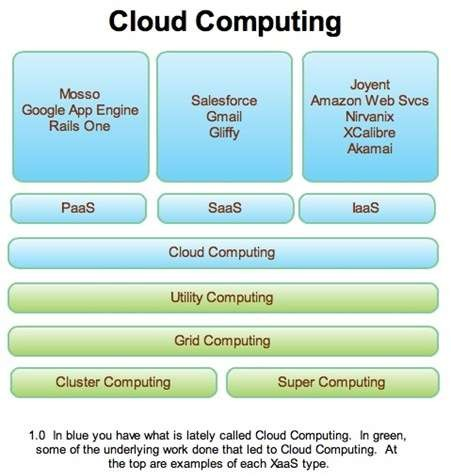 Cloud Computing
Mosso
Google App Engine
Rails One
Salesforce
Gmail
Gliffy
Joyent
Amazon Web Svcs
Nirvanix
XCalibre
Akamai
PaaS
SaaS
IaaS
Cloud Computing
Utility Computing
Grid Computing
Cluster Computing
Super Computing
1.0 In blue you have what is lately called Cloud Computing. In green,
some of the underlying work done that led to Cloud Computing. At
the top are examples of each XaaS type.